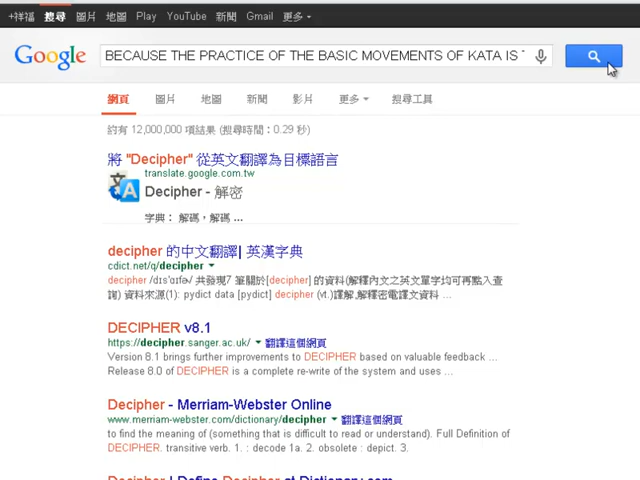 +祥福 搜尋 圖片 地圖 Play YouTube 新聞 Gmail 更多
Google BECAUSE THE PRACTICE OF THE BASIC MOVEMENTS OF KATA IS
網頁 圖片 地圖 新聞 影片 更多 搜尋工具
約有 12,000,000 項結果 (搜尋時間：0.29 秒)
將 "Decipher" 從英文翻譯為目標語言
translate.google.com.tw
Decipher - 解密
字典： 解碼，解碼 ...
decipher 的中文翻譯| 英漢字典
cdict.net/q/decipher
decipher /dɪs'ɑɪfɚ/ 共發現7 筆關於[decipher] 的資料(解釋內文之英文單字均可再點入查
詢) 資料來源(1): pydict data [pydict] decipher (vt.)譯解,解釋密電譯文資料 ...
DECIPHER v8.1
https://decipher.sanger.ac.uk/ 翻譯這個網頁
Version 8.1 brings further improvements to DECIPHER based on valuable feedback ...
Release 8.0 of DECIPHER is a complete re-write of the system and uses ...
Decipher - Merriam-Webster Online
www.merriam-webster.com/dictionary/decipher 翻譯這個網頁
to find the meaning of (something that is difficult to read or understand). Full Definition of
DECIPHER. transitive verb. 1. : decode 1a. 2. obsolete : depict. 3.
Decipher | Define Decipher at Dictionary.com